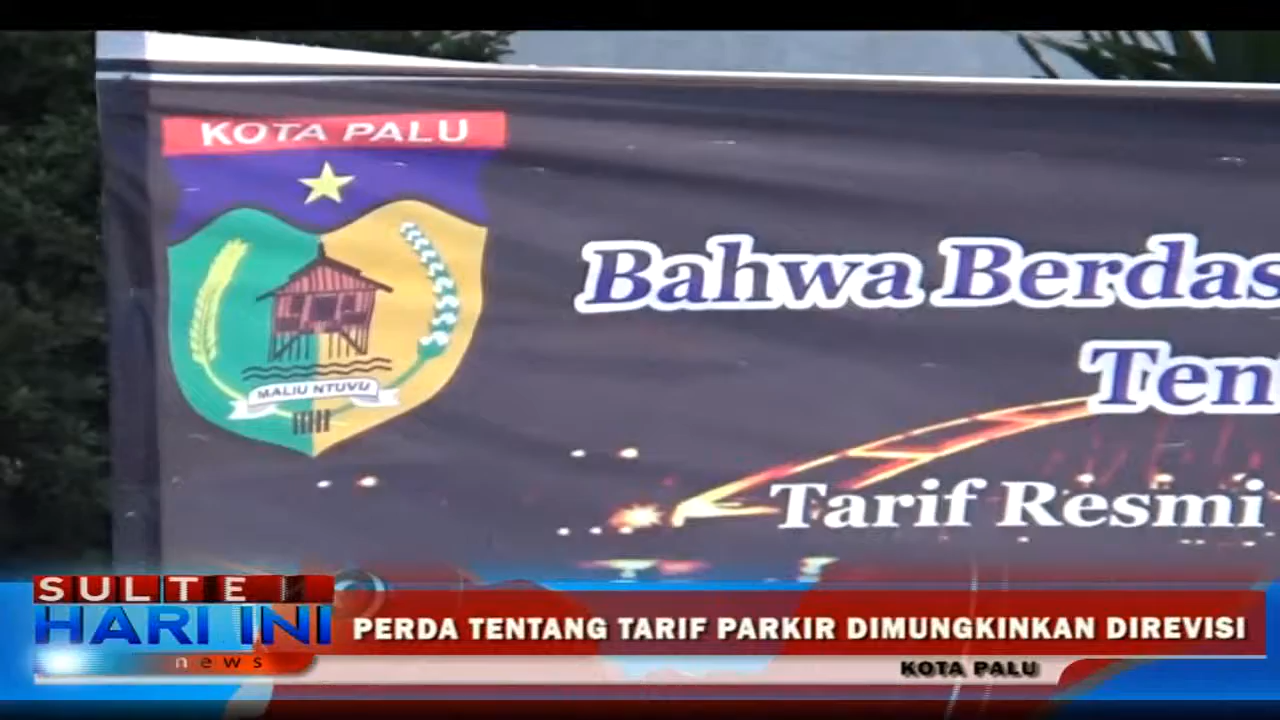 KOTA PALU
MALIU NTUVU
Bahwa Berdas
Ten
Tarif Resmi
SULTE
HARI INI
news
PERDA TENTANG TARIF PARKIR DIMUNGKINKAN DIREVISI
KOTA PALU